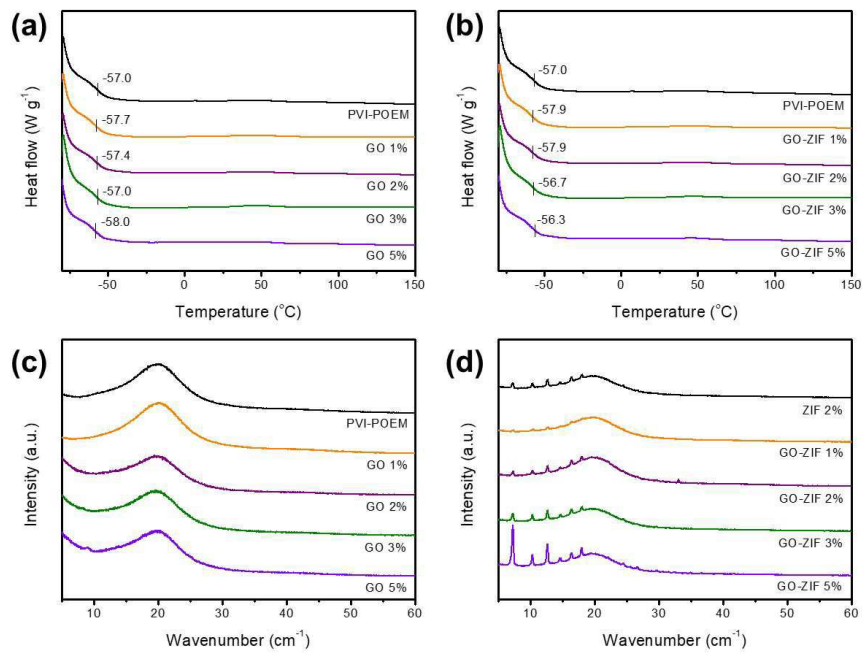 (a)
Heat flow (W g⁻¹)
-57.0
PVI-POEM
-57.7
GO 1%
-57.4
GO 2%
-57.0
GO 3%
-58.0
GO 5%
-50 0 50 100 150
Temperature (°C)
(b)
Heat flow (W g⁻¹)
-57.0
PVI-POEM
-57.9
GO-ZIF 1%
-57.9
GO-ZIF 2%
-56.7
GO-ZIF 3%
-56.3
GO-ZIF 5%
-50 0 50 100 150
Temperature (°C)
(c)
Intensity (a.u.)
PVI-POEM
GO 1%
GO 2%
GO 3%
GO 5%
10 20 30 40 50 60
Wavenumber (cm⁻¹)
(d)
Intensity (a.u.)
ZIF 2%
GO-ZIF 1%
GO-ZIF 2%
GO-ZIF 3%
GO-ZIF 5%
10 20 30 40 50 60
Wavenumber (cm⁻¹)